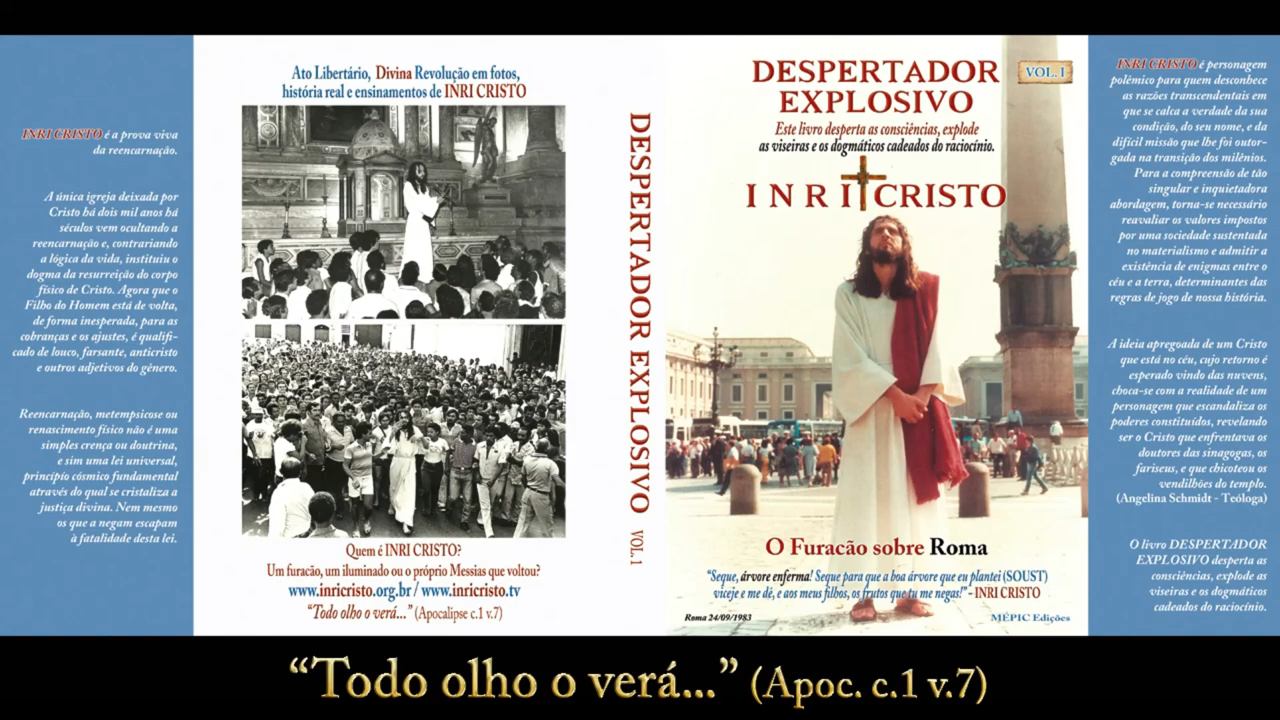 INRI CRISTO é a prova viva
da reencarnação.
A única igreja deixada por
Cristo há dois mil anos há
séculos vem ocultando a
reencarnação e, contrariando
a lógica da vida, instituiu o
dogma da resurreição do corpo
físico de Cristo. Agora que o
Filho do Homem está de volta,
de forma inesperada, para as
cobranças e os ajustes, é qualifi-
cado de louco, farsante, anticristo
e outros adjetivos do gênero.
Reencarnação, metempsicose ou
renascimento físico não é uma
simples crença ou doutrina,
e sim uma lei universal,
princípio cósmico fundamental
através do qual se cristaliza a
justiça divina. Nem mesmo
os que a negam escapam
à fatalidade desta lei.
Ato Libertário, Divina Revolução em fotos,
história real e ensinamentos de INRI CRISTO
Quem é INRI CRISTO?
Um furacão, um iluminado ou o próprio Messias que voltou?
www.inricristo.org.br / www.inricristo.tv
“Todo olho o verá...” (Apocalipse c.1 v.7)
DESPERTADOR EXPLOSIVO VOL. 1
DESPERTADOR
EXPLOSIVO
VOL. 1
Este livro desperta as consciências, explode
as viseiras e os dogmáticos cadeados do raciocínio.
INRI CRISTO
O Furacão sobre Roma
“Seque, árvore enferma! Seque para que a boa árvore que eu plantei (SOUST)
viceje e me dê, e aos meus filhos, os frutos que tu me negas!” - INRI CRISTO
Roma 24/09/1983
MÉPIC Edições
INRI CRISTO é personagem
polêmico para quem desconhece
as razões transcendentais em
que se calca a verdade da sua
condição, do seu nome, e da
difícil missão que lhe foi outor-
gada na transição dos milênios.
Para a compreensão de tão
singular e inquietadora
abordagem, torna-se necessário
reavaliar os valores impostos
por uma sociedade sustentada
no materialismo e admitir a
existência de enigmas entre o
céu e a terra, determinantes das
regras de jogo de nossa história.
A ideia apregoada de um Cristo
que está no céu, cujo retorno é
esperado vindo das nuvens,
choca-se com a realidade de um
personagem que escandaliza os
poderes constituídos, revelando
ser o Cristo que enfrentava os
doutores das sinagogas, os
fariseus, e que chicoteou os
vendilhões do templo.
(Angelina Schmidt - Teóloga)
O livro DESPERTADOR
EXPLOSIVO desperta as
consciências, explode as
viseiras e os dogmáticos
cadeados do raciocínio.
“Todo olho o verá...” (Apoc. c.1 v.7)